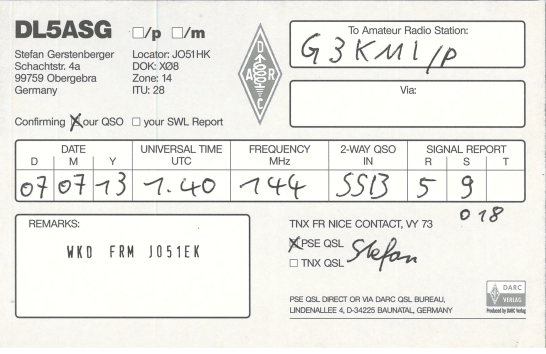 DL5ASG □/p □/m
Stefan Gerstenberger
Schachtstr. 4a
99759 Obergebra
Germany
Locator: JO51HK
DOK: XØ8
Zone: 14
ITU: 28
DARC
To Amateur Radio Station:
G3KMI/p
Via:
Confirming ☒ our QSO □ your SWL Report
DATE UNIVERSAL TIME FREQUENCY 2-WAY QSO SIGNAL REPORT
D M Y UTC MHz IN R S T
07 07 13 1.40 144 SSB 5 9
018
REMARKS:
WKD FRM JO51EK
TNX FR NICE CONTACT, VY 73
☒ PSE QSL Stefan
□ TNX QSL
PSE QSL DIRECT OR VIA DARC QSL BUREAU,
LINDENALLEE 4, D-34225 BAUNATAL, GERMANY
DARC
VERLAG
Produced by DARC Verlag